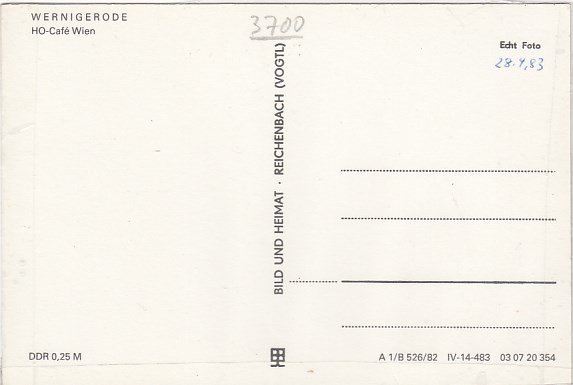 WERNIGERODE
HO-Café Wien
3700
Echt Foto
28.4,83
BILD UND HEIMAT · REICHENBACH (VOGTL)
DDR 0,25 M
A 1/B 526/82 IV-14-483 03 07 20 354